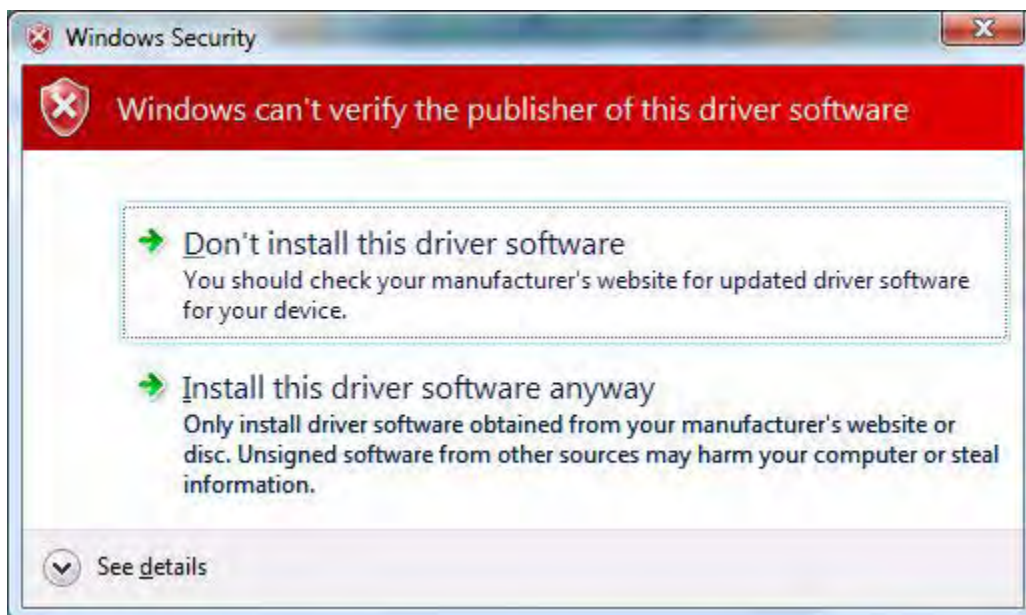 Windows Security
Windows can't verify the publisher of this driver software
Don't install this driver software
You should check your manufacturer's website for updated driver software
for your device.
Install this driver software anyway
Only install driver software obtained from your manufacturer's website or
disc. Unsigned software from other sources may harm your computer or steal
information.
See details